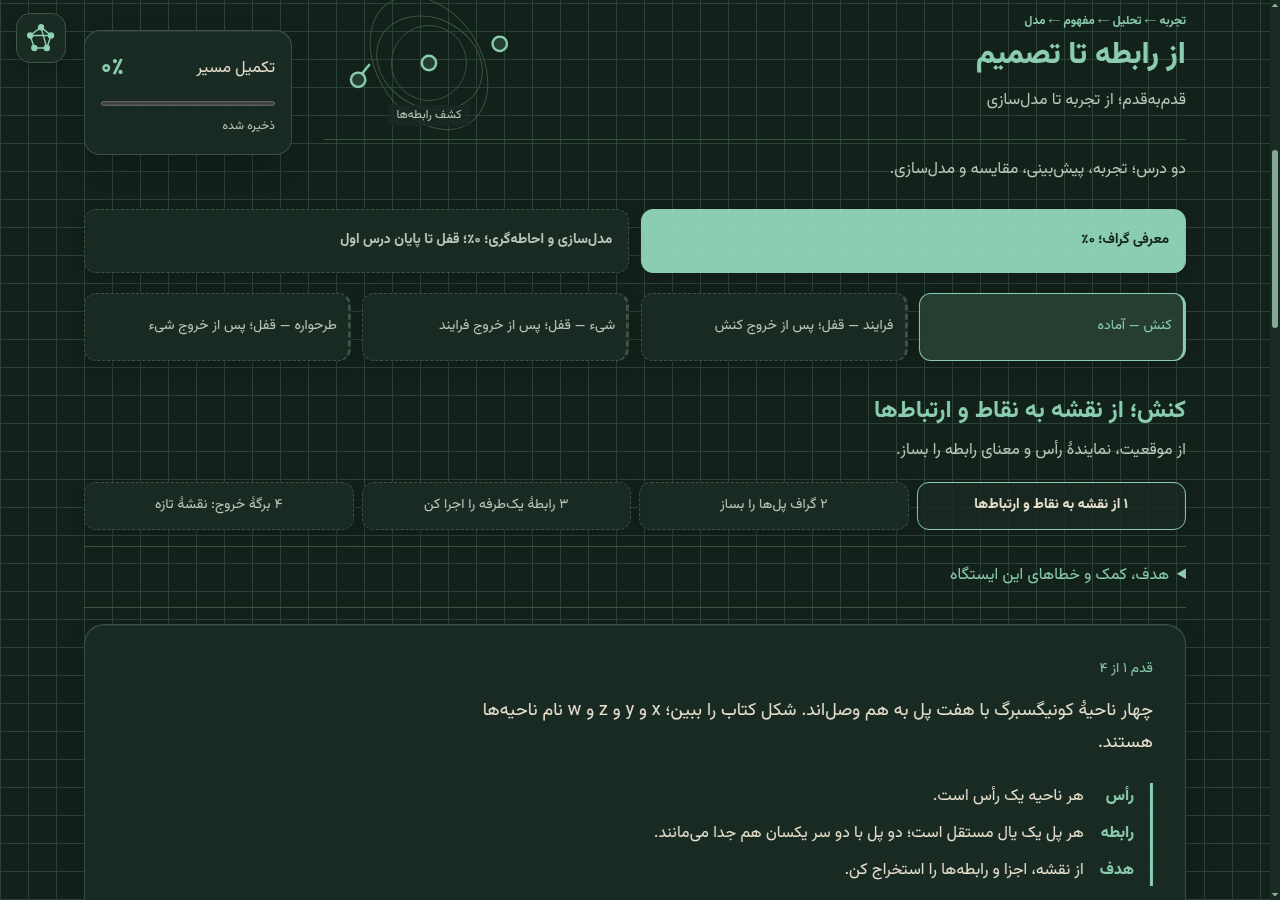 تجربه ← تحلیل ← مفهوم ← مدل
از رابطه تا تصمیم
قدم‌به‌قدم؛ از تجربه تا مدل‌سازی
کشف رابطه‌ها
تکمیل مسیر
۰٪
ذخیره شده
دو درس؛ تجربه، پیش‌بینی، مقایسه و مدل‌سازی.
معرفی گراف؛ ۰٪
مدل‌سازی و احاطه‌گری؛ ۰٪؛ قفل تا پایان درس اول
کنش — آماده
فرایند — قفل؛ پس از خروج کنش
شیء — قفل؛ پس از خروج فرایند
طرحواره — قفل؛ پس از خروج شیء
کنش؛ از نقشه به نقاط و ارتباط‌ها
از موقعیت، نمایندهٔ رأس و معنای رابطه را بساز.
۱ از نقشه به نقاط و ارتباط‌ها
۲ گراف پل‌ها را بساز
۳ رابطهٔ یک‌طرفه را اجرا کن
۴ برگهٔ خروج: نقشهٔ تازه
هدف، کمک و خطاهای این ایستگاه
قدم ۱ از ۴
چهار ناحیهٔ کونیگسبرگ با هفت پل به هم وصل‌اند. شکل کتاب را ببین؛ x و y و z و w نام ناحیه‌ها
هستند.
رأس هر ناحیه یک رأس است.
رابطه هر پل یک یال مستقل است؛ دو پل با دو سر یکسان هم جدا می‌مانند.
هدف از نقشه، اجزا و رابطه‌ها را استخراج کن.